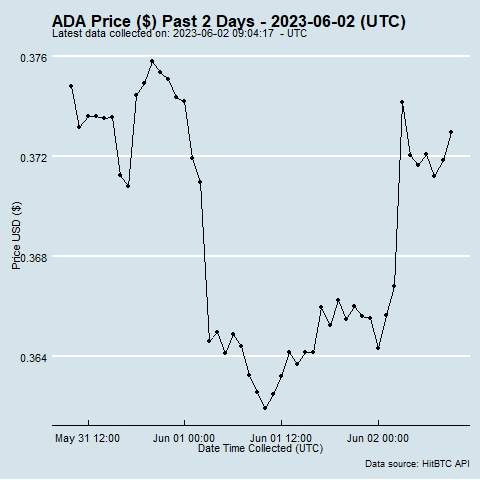 ADA Price ($) Past 2 Days - 2023-06-02 (UTC)
Latest data collected on: 2023-06-02 09:04:17 - UTC
0.376
0.372
0.368
0.364
Price USD ($)
May 31 12:00
Jun 01 00:00
Jun 01 12:00
Jun 02 00:00
Date Time Collected (UTC)
Data source: HitBTC API